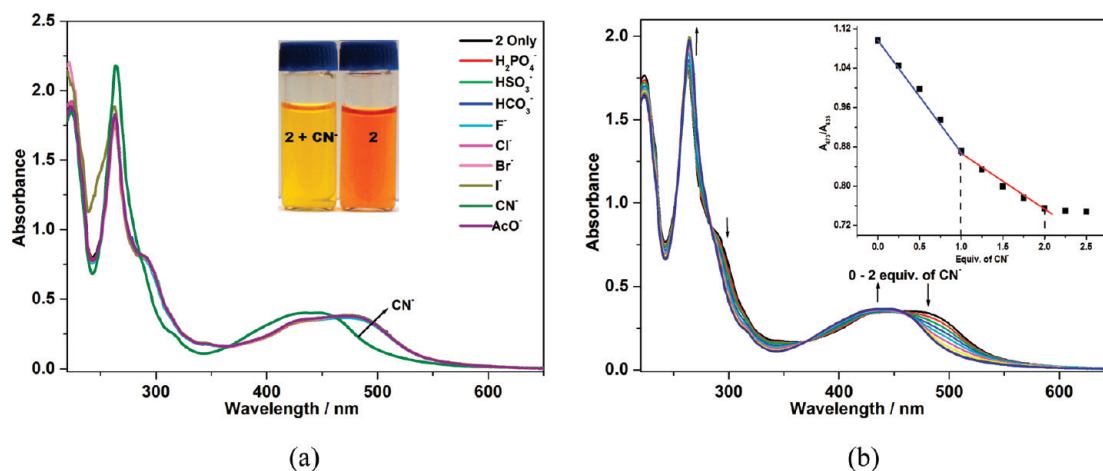 2.5
2.0
1.5
1.0
0.5
0.0
Absorbance
300
400
500
600
Wavelength / nm
2 + CN⁻
2
2 Only
H₂PO₄⁻
HSO₃⁻
HCO₃⁻
F⁻
Cl⁻
Br⁻
I⁻
CN⁻
AcO⁻
CN⁻
(a)
2.0
1.5
1.0
0.5
0.0
Absorbance
300
400
500
600
Wavelength / nm
1.12
1.04
0.96
0.88
0.80
0.72
0.0
0.5
1.0
1.5
2.0
2.5
Equiv. of CN⁻
0 - 2 equiv. of CN⁻
(b)